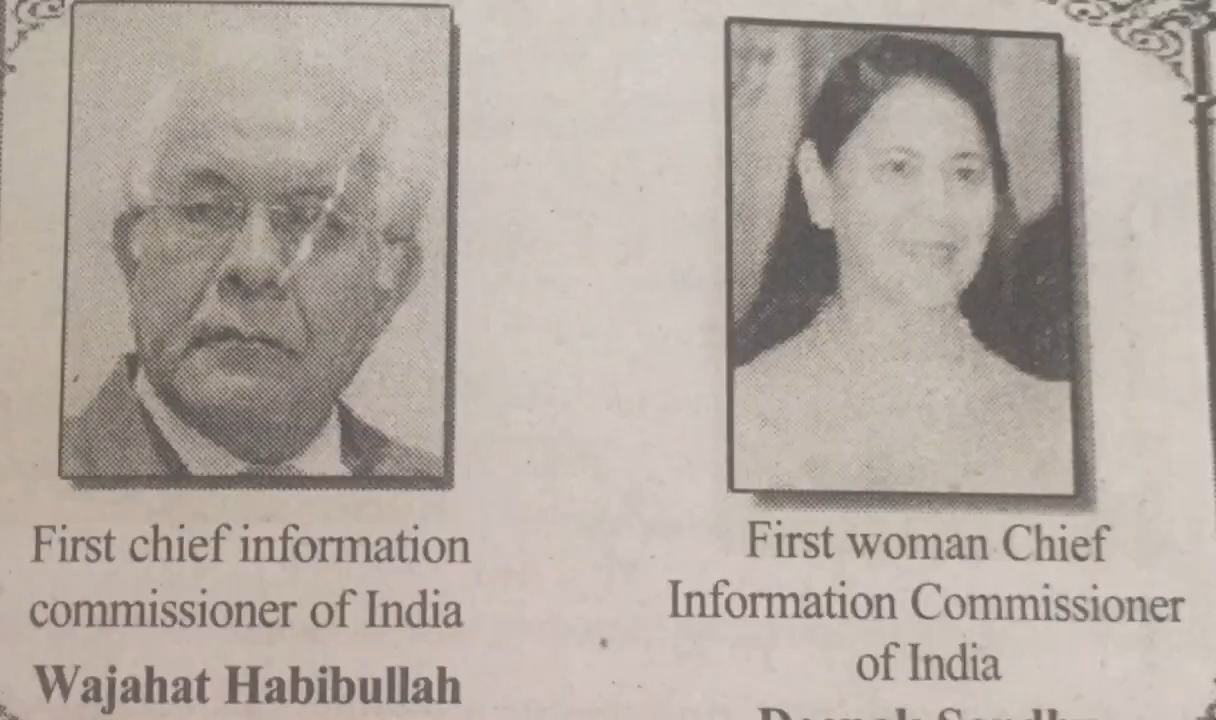 First chief information
commissioner of India
Wajahat Habibullah
First woman Chief
Information Commissioner
of India